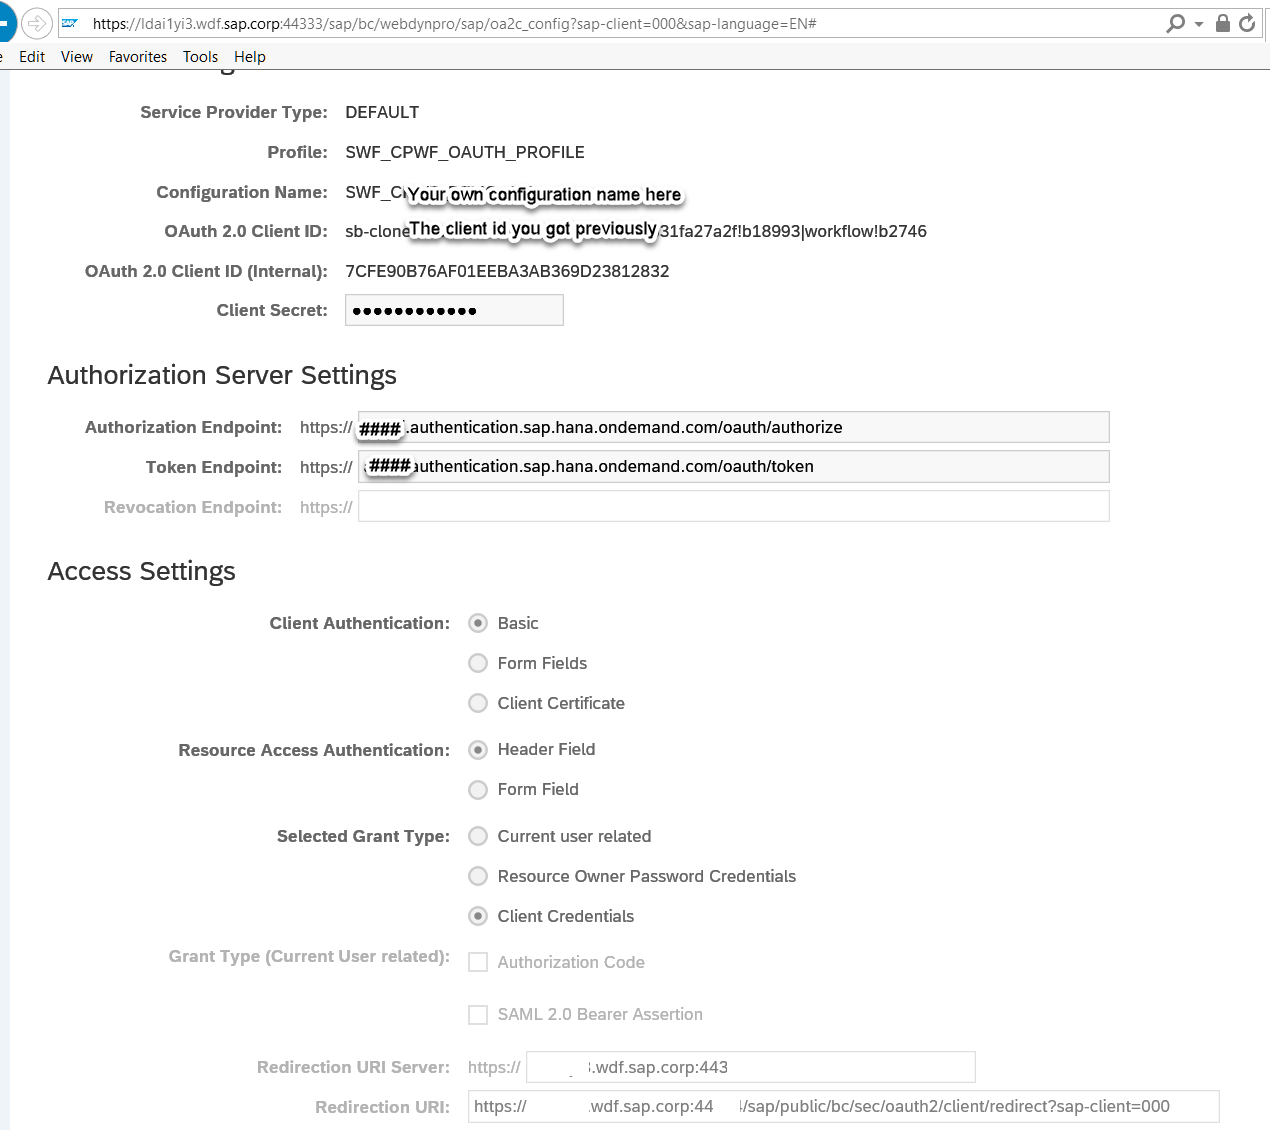 https://ldai1yi3.wdf.sap.corp:44333/sap/bc/webdynpro/sap/oa2c_config?sap-client=000&sap-language=EN#
Edit View Favorites Tools Help
Service Provider Type: DEFAULT
Profile: SWF_CPWF_OAUTH_PROFILE
Configuration Name: SWF_C Your own configuration name here
OAuth 2.0 Client ID: sb-clone The client id you got previously 31fa27a2f!b18993|workflow!b2746
OAuth 2.0 Client ID (Internal): 7CFE90B76AF01EEBA3AB369D23812832
Client Secret: ●●●●●●●●●●●●
Authorization Server Settings
Authorization Endpoint: https:// ####.authentication.sap.hana.ondemand.com/oauth/authorize
Token Endpoint: https:// ####authentication.sap.hana.ondemand.com/oauth/token
Revocation Endpoint: https://
Access Settings
Client Authentication: Basic
Form Fields
Client Certificate
Resource Access Authentication: Header Field
Form Field
Selected Grant Type: Current user related
Resource Owner Password Credentials
Client Credentials
Grant Type (Current User related): Authorization Code
SAML 2.0 Bearer Assertion
Redirection URI Server: https:// .wdf.sap.corp:443
Redirection URI: https:// .wdf.sap.corp:44 /sap/public/bc/sec/oauth2/client/redirect?sap-client=000